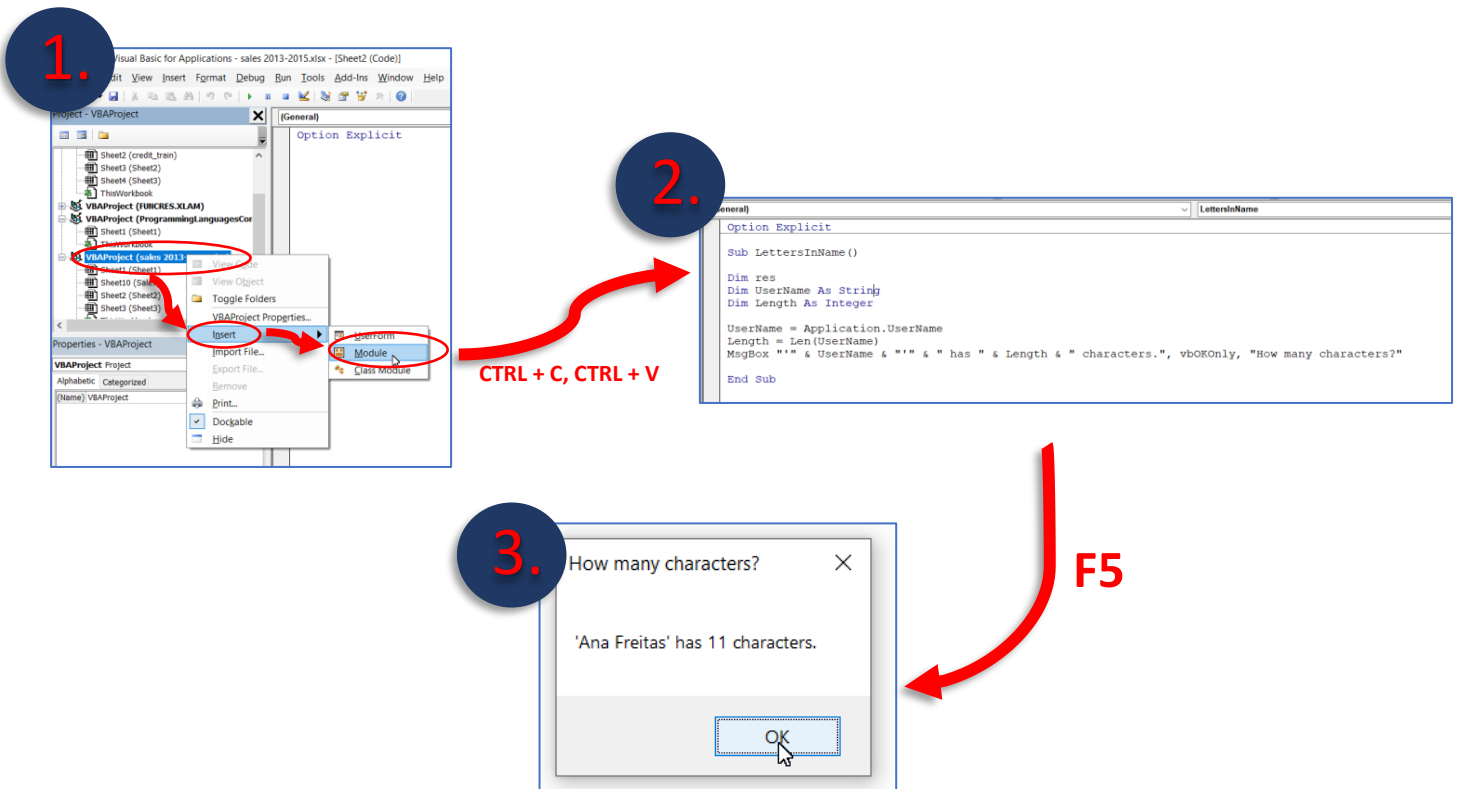 1.
Visual Basic for Applications - sales 2013-2015.xlsx - [Sheet2 (Code)]
View Insert Format Debug Run Tools Add-Ins Window Help
Project - VBAProject
(General)
Option Explicit
Sheet2 (credit_train)
Sheet3 (Sheet2)
Sheet4 (Sheet3)
ThisWorkbook
VBAProject (FUNCRES.XLAM)
VBAProject (ProgrammingLanguagesCor
Sheet1 (Sheet1)
ThisWorkbook
VBAProject (sales 2013-
Sheet1 (Sheet1)
Sheet10 (Sales
Sheet2 (Sheet2)
Sheet3 (Sheet3)
View Code
View Object
Toggle Folders
VBAProject Properties...
Insert
Import File...
Export File...
Remove
Print...
Dockable
Hide
UserForm
Module
Class Module
Properties - VBAProject
VBAProject Project
Alphabetic Categorized
(Name) VBAProject
CTRL + C, CTRL + V
2.
LettersInName
Option Explicit
Sub LettersInName()
Dim res
Dim UserName As String
Dim Length As Integer
UserName = Application.UserName
Length = Len(UserName)
MsgBox "'" & UserName & "'" & " has " & Length & " characters.", vbOKOnly, "How many characters?"
End Sub
F5
3.
How many characters?
'Ana Freitas' has 11 characters.
OK